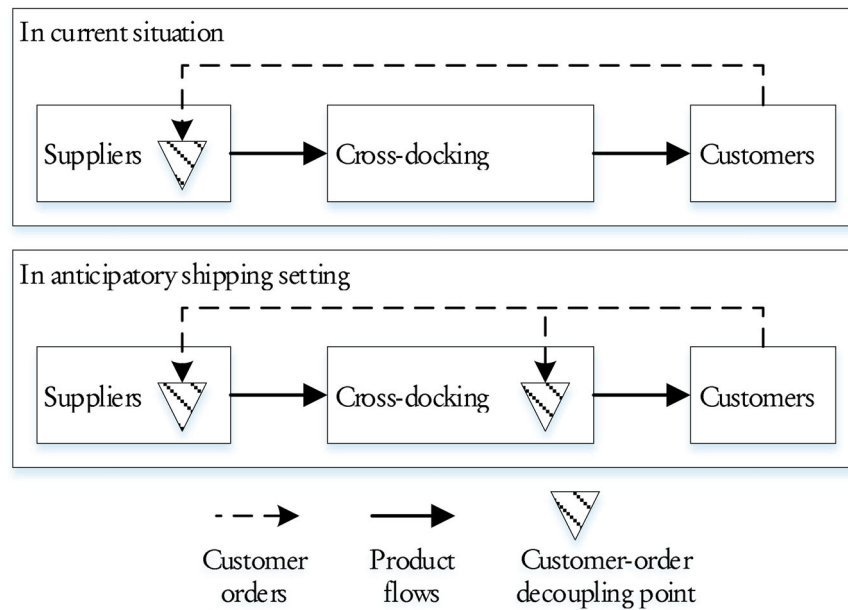 In current situation
Suppliers
Cross-docking
Customers
In anticipatory shipping setting
Suppliers
Cross-docking
Customers
Customer
orders
Product
flows
Customer-order
decoupling point